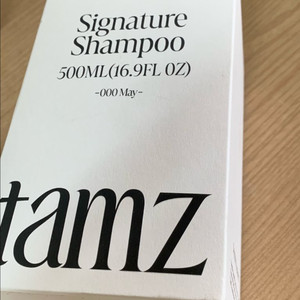 Signature
Shampoo
500ML(16.9FL OZ)
-000 May-
tamz